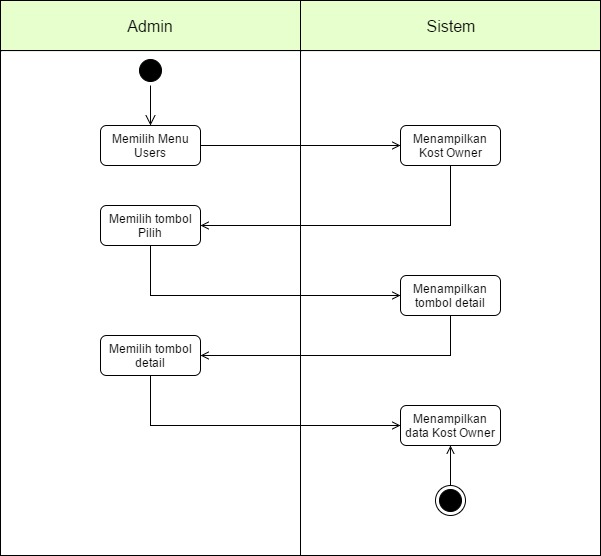 Admin
Sistem
Memilih Menu
Users
Menampilkan
Kost Owner
Memilih tombol
Pilih
Menampilkan
tombol detail
Memilih tombol
detail
Menampilkan
data Kost Owner